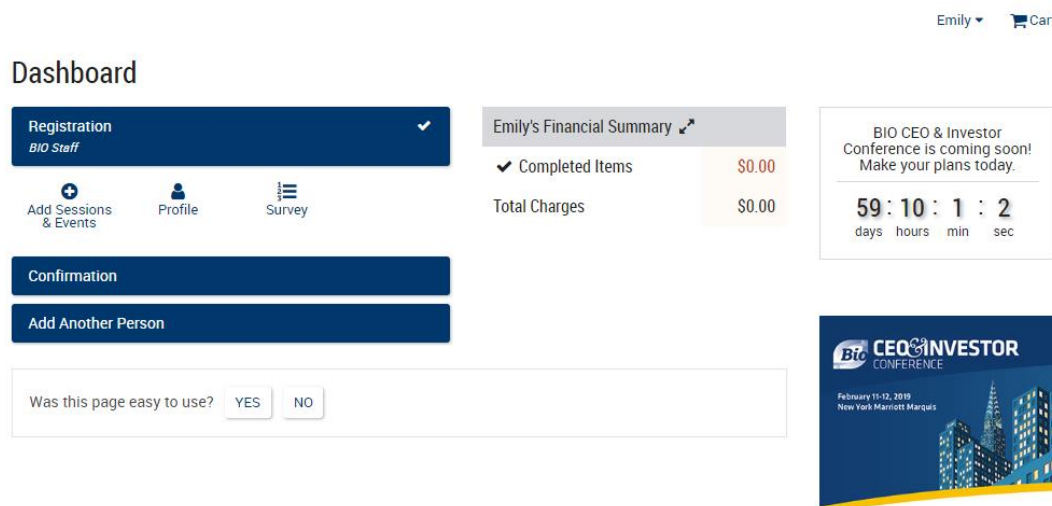 Emily
Car
Dashboard
Registration
BIO Staff
Add Sessions
& Events
Profile
Survey
Confirmation
Add Another Person
Was this page easy to use? YES NO
Emily's Financial Summary
Completed Items $0.00
Total Charges $0.00
BIO CEO & Investor
Conference is coming soon!
Make your plans today.
59 : 10 : 1 : 2
days hours min sec
Bio CEO&INVESTOR
CONFERENCE
February 11-12, 2019
New York Marriott Marquis